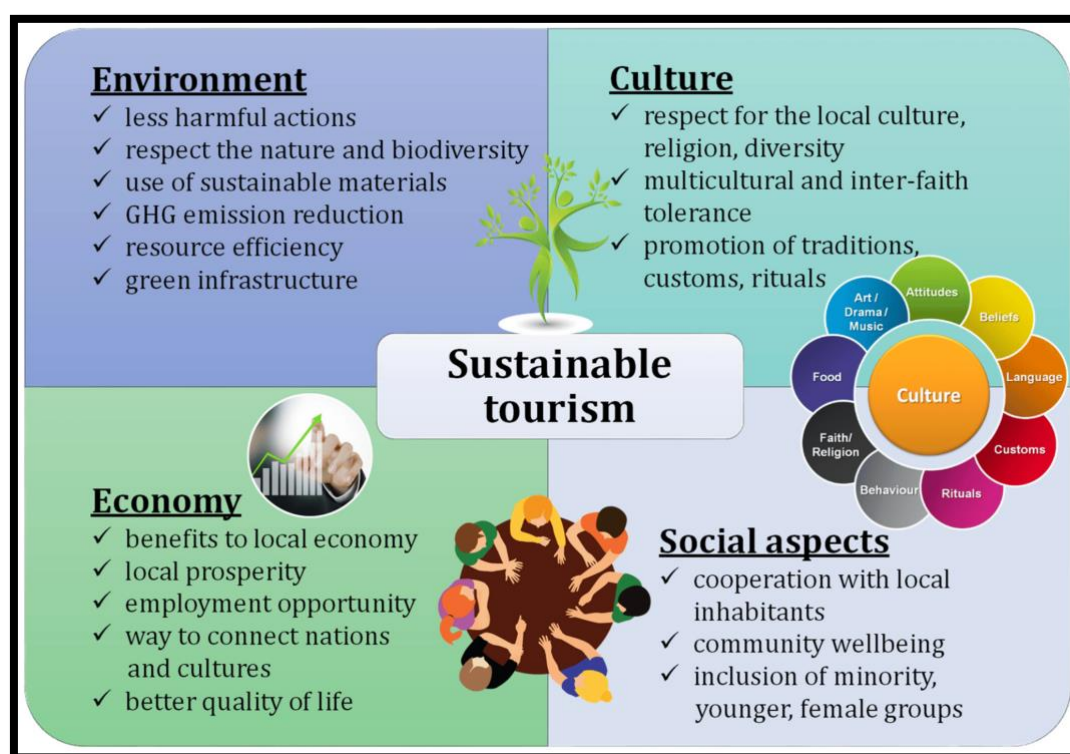 Environment
✓ less harmful actions
✓ respect the nature and biodiversity
✓ use of sustainable materials
✓ GHG emission reduction
✓ resource efficiency
✓ green infrastructure
Culture
✓ respect for the local culture,
religion, diversity
✓ multicultural and inter-faith
tolerance
✓ promotion of traditions,
customs, rituals
Sustainable
tourism
Art /
Drama /
Music
Attitudes
Beliefs
Language
Customs
Rituals
Behaviour
Faith/
Religion
Food
Culture
Economy
✓ benefits to local economy
✓ local prosperity
✓ employment opportunity
✓ way to connect nations
and cultures
✓ better quality of life
Social aspects
✓ cooperation with local
inhabitants
✓ community wellbeing
✓ inclusion of minority,
younger, female groups